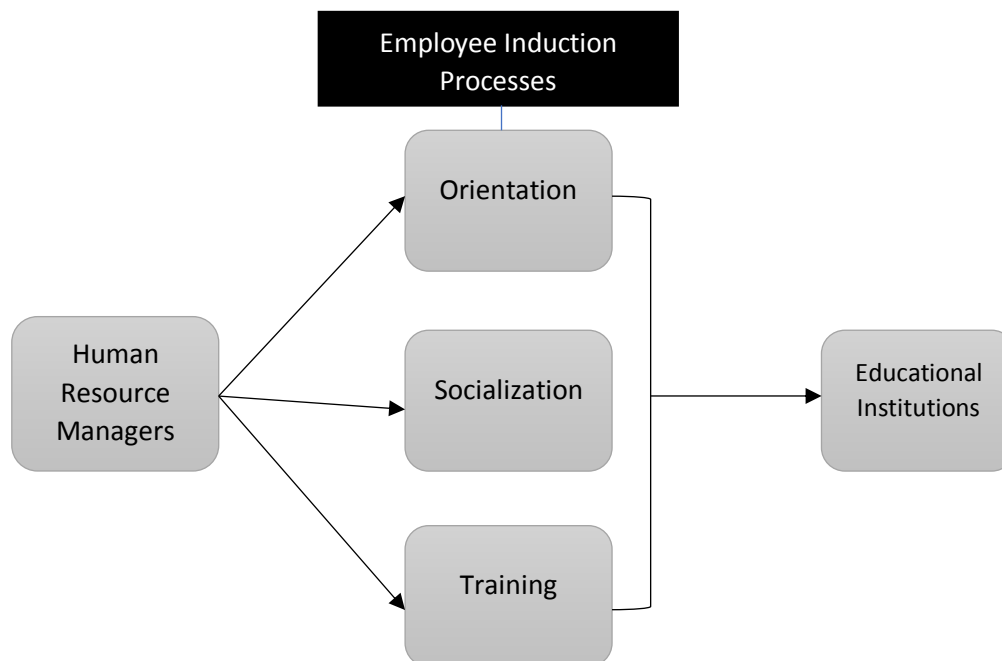 Employee Induction
Processes
Orientation
Human
Resource
Managers
Socialization
Educational
Institutions
Training